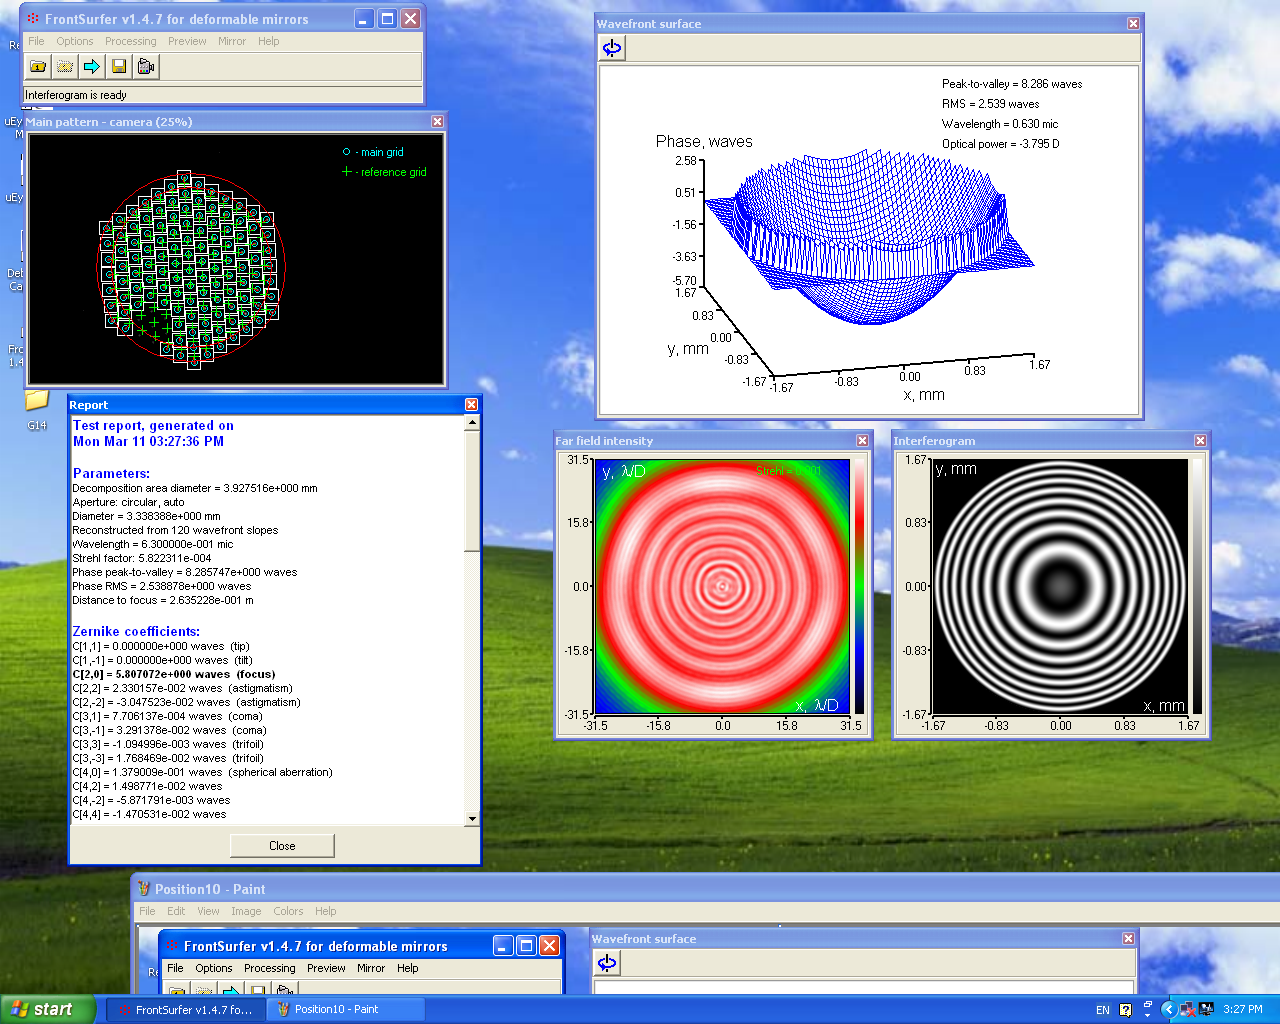 FrontSurfer v1.4.7 for deformable mirrors
File Options Processing Preview Mirror Help
Interferogram is ready
Main pattern - camera (25%)
- main grid
- reference grid
G14
Report
Test report, generated on
Mon Mar 11 03:27:36 PM
Parameters:
Decomposition area diameter = 3.927516e+000 mm
Aperture: circular, auto
Diameter = 3.338388e+000 mm
Reconstructed from 120 wavefront slopes
Wavelength = 6.300000e-001 mic
Strehl factor: 5.822311e-004
Phase peak-to-valley = 8.285747e+000 waves
Phase RMS = 2.538878e+000 waves
Distance to focus = 2.635228e-001 m
Zernike coefficients:
C[1,1] = 0.000000e+000 waves (tip)
C[1,-1] = 0.000000e+000 waves (tilt)
C[2,0] = 5.807072e+000 waves (focus)
C[2,2] = 2.330157e-002 waves (astigmatism)
C[2,-2] = -3.047523e-002 waves (astigmatism)
C[3,1] = 7.706137e-004 waves (coma)
C[3,-1] = 3.291378e-002 waves (coma)
C[3,3] = -1.094996e-003 waves (trifoil)
C[3,-3] = 1.768469e-002 waves (trifoil)
C[4,0] = 1.379009e-001 waves (spherical aberration)
C[4,2] = 1.498771e-002 waves
C[4,-2] = -5.871791e-003 waves
C[4,4] = -1.470531e-002 waves
Close
Wavefront surface
Peak-to-valley = 8.286 waves
RMS = 2.539 waves
Wavelength = 0.630 mic
Optical power = -3.795 D
Phase, waves
2.58
0.51
-1.56
-3.63
-5.70
1.67
0.83
0.00
-0.83
-1.67
y, mm
-1.67
-0.83
0.00
0.83
1.67
x, mm
Far field intensity
y, λ/D
31.5
15.8
0.0
-15.8
-31.5
-31.5 -15.8 0.0 15.8 31.5
x, λ/D
Interferogram
y, mm
1.67
0.83
0.00
-0.83
-1.67
-1.67 -0.83 0.00 0.83 1.67
x, mm
Position10 - Paint
File Edit View Image Colors Help
FrontSurfer v1.4.7 for deformable mirrors
File Options Processing Preview Mirror Help
Wavefront surface
start
FrontSurfer v1.4.7 fo...
Position10 - Paint
EN
3:27 PM